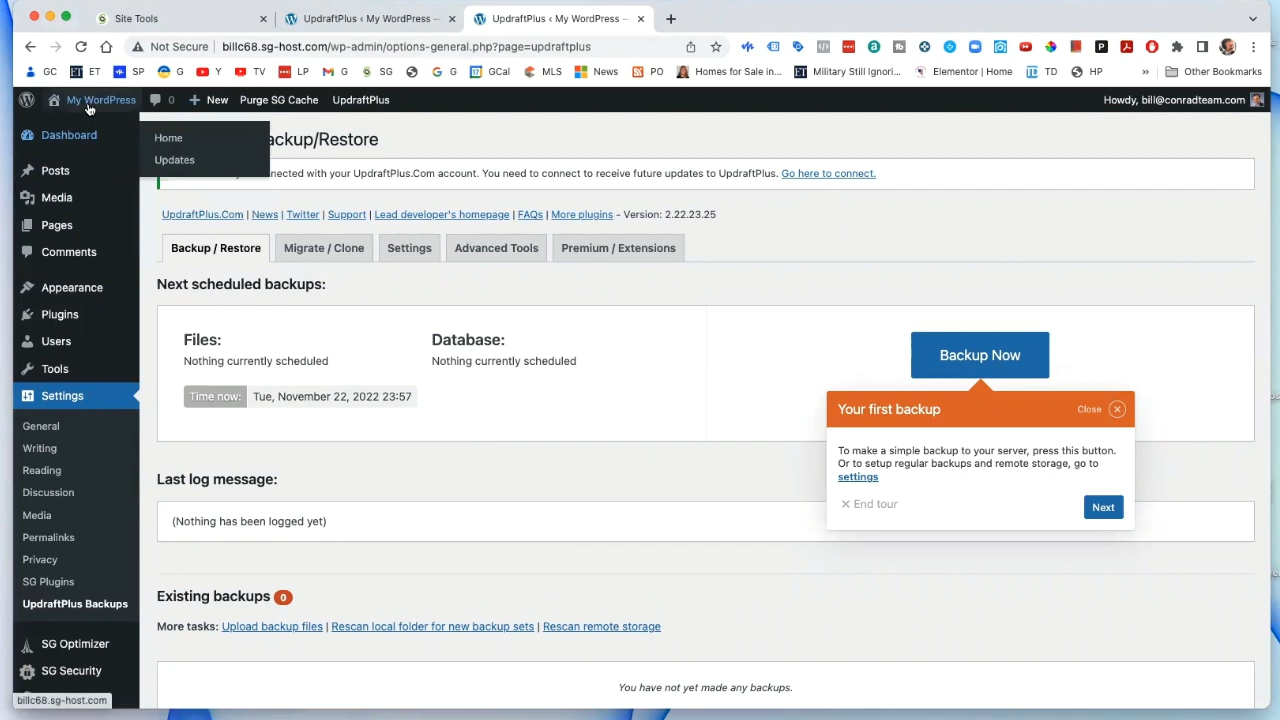 Site Tools
UpdraftPlus ‹ My WordPress —
UpdraftPlus ‹ My WordPress —
Not Secure
billc68.sg-host.com/wp-admin/options-general.php?page=updraftplus
GC
ET
SP
G
Y
TV
LP
G
SG
G
GCal
MLS
News
PO
Homes for Sale in...
Military Still Ignori...
Elementor | Home
TD
HP
»
Other Bookmarks
My WordPress
0
New
Purge SG Cache
UpdraftPlus
Howdy, bill@conradteam.com
Dashboard
Home
Updates
Posts
Media
Pages
Comments
Appearance
Plugins
Users
Tools
Settings
General
Writing
Reading
Discussion
Media
Permalinks
Privacy
SG Plugins
UpdraftPlus Backups
SG Optimizer
SG Security
billc68.sg-host.com
ackup/Restore
nnected with your UpdraftPlus.Com account. You need to connect to receive future updates to UpdraftPlus. Go here to connect.
UpdraftPlus.Com | News | Twitter | Support | Lead developer's homepage | FAQs | More plugins - Version: 2.22.23.25
Backup / Restore
Migrate / Clone
Settings
Advanced Tools
Premium / Extensions
Next scheduled backups:
Files:
Nothing currently scheduled
Database:
Nothing currently scheduled
Time now: Tue, November 22, 2022 23:57
Backup Now
Your first backup
Close
To make a simple backup to your server, press this button.
Or to setup regular backups and remote storage, go to
settings
End tour
Next
Last log message:
(Nothing has been logged yet)
Existing backups 0
More tasks: Upload backup files | Rescan local folder for new backup sets | Rescan remote storage
You have not yet made any backups.